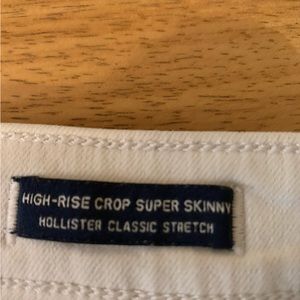 HIGH-RISE CROP SUPER SKINNY
HOLLISTER CLASSIC STRETCH